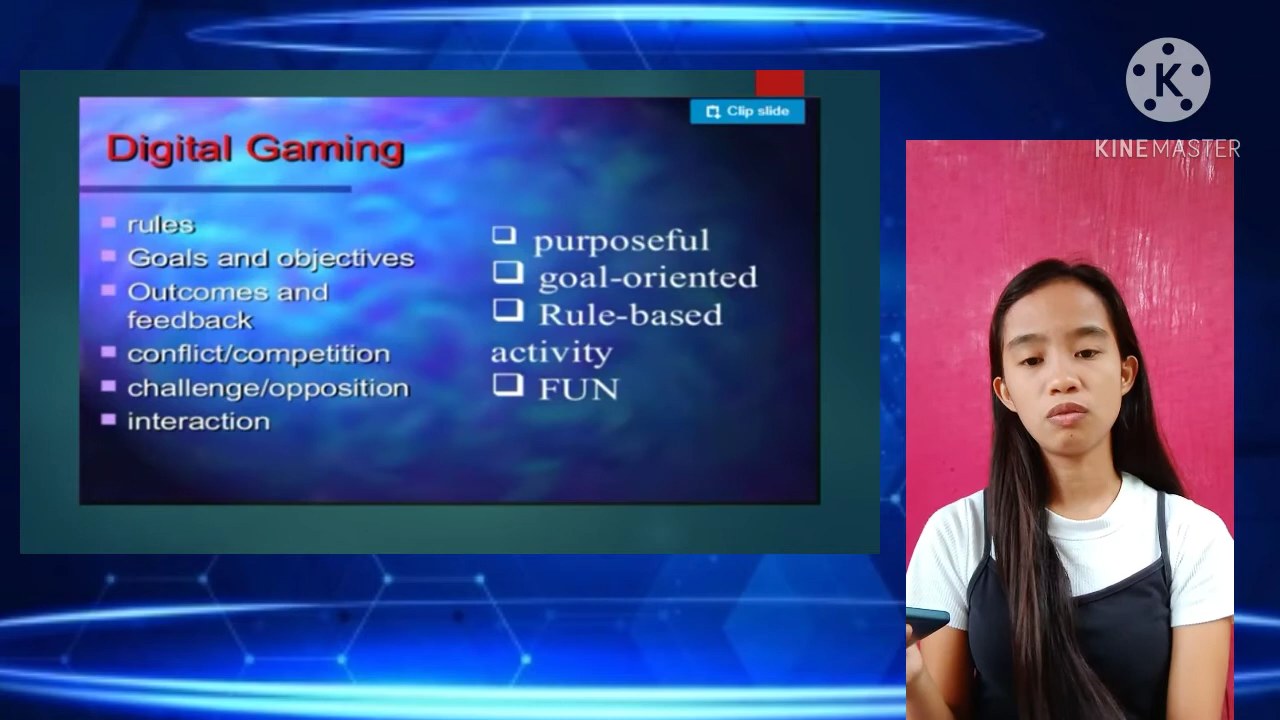 Clip slide
Digital Gaming
rules
Goals and objectives
Outcomes and
feedback
conflict/competition
challenge/opposition
interaction
purposeful
goal-oriented
Rule-based
activity
FUN
K
KINEMASTER